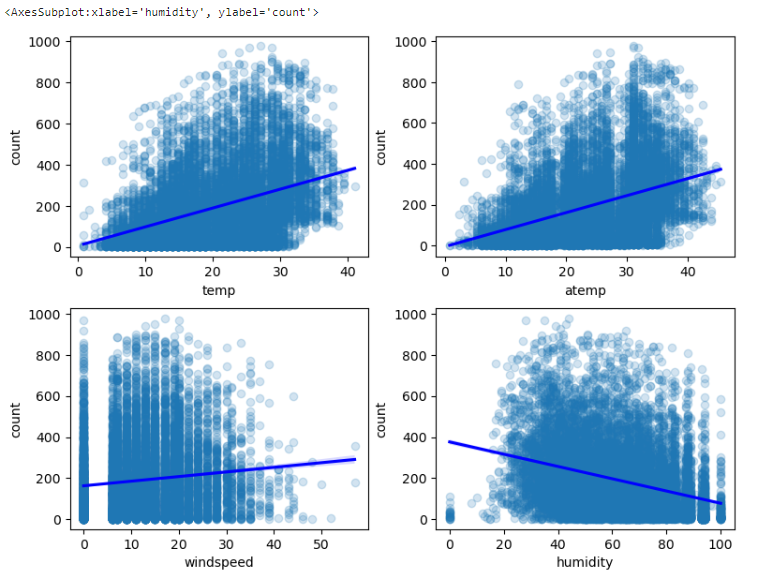 <AxesSubplot:xlabel='humidity', ylabel='count'>
1000
800
600
400
200
0
count
0 10 20 30 40
temp
1000
800
600
400
200
0
count
0 10 20 30 40
atemp
1000
800
600
400
200
0
count
0 10 20 30 40 50
windspeed
1000
800
600
400
200
0
count
0 20 40 60 80 100
humidity